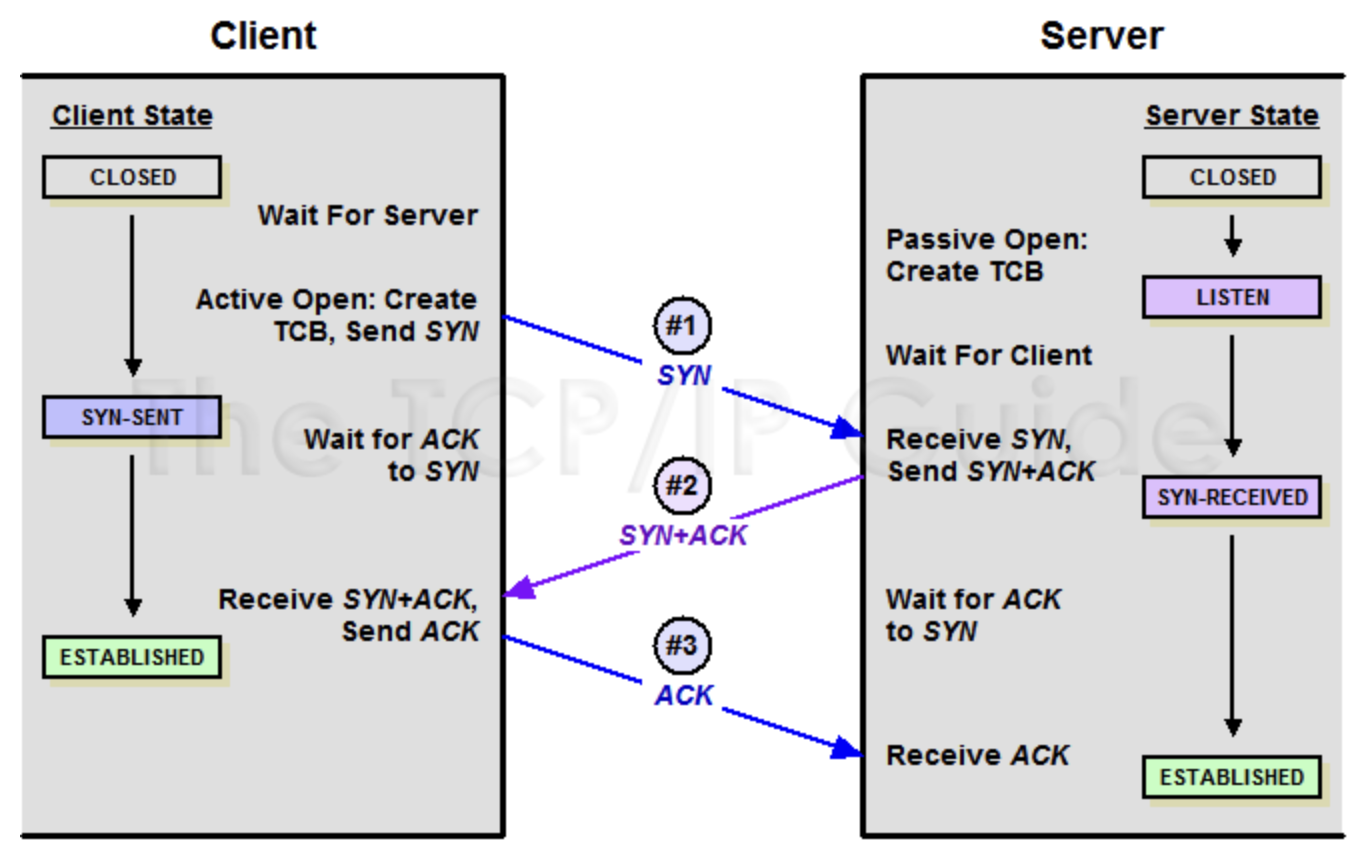 Client
Server
Client State
CLOSED
Wait For Server
Active Open: Create
TCB, Send SYN
SYN-SENT
Wait for ACK
to SYN
Receive SYN+ACK,
Send ACK
ESTABLISHED
#1
SYN
#2
SYN+ACK
#3
ACK
Server State
CLOSED
Passive Open:
Create TCB
LISTEN
Wait For Client
Receive SYN,
Send SYN+ACK
SYN-RECEIVED
Wait for ACK
to SYN
Receive ACK
ESTABLISHED
The TCP/IP Guide